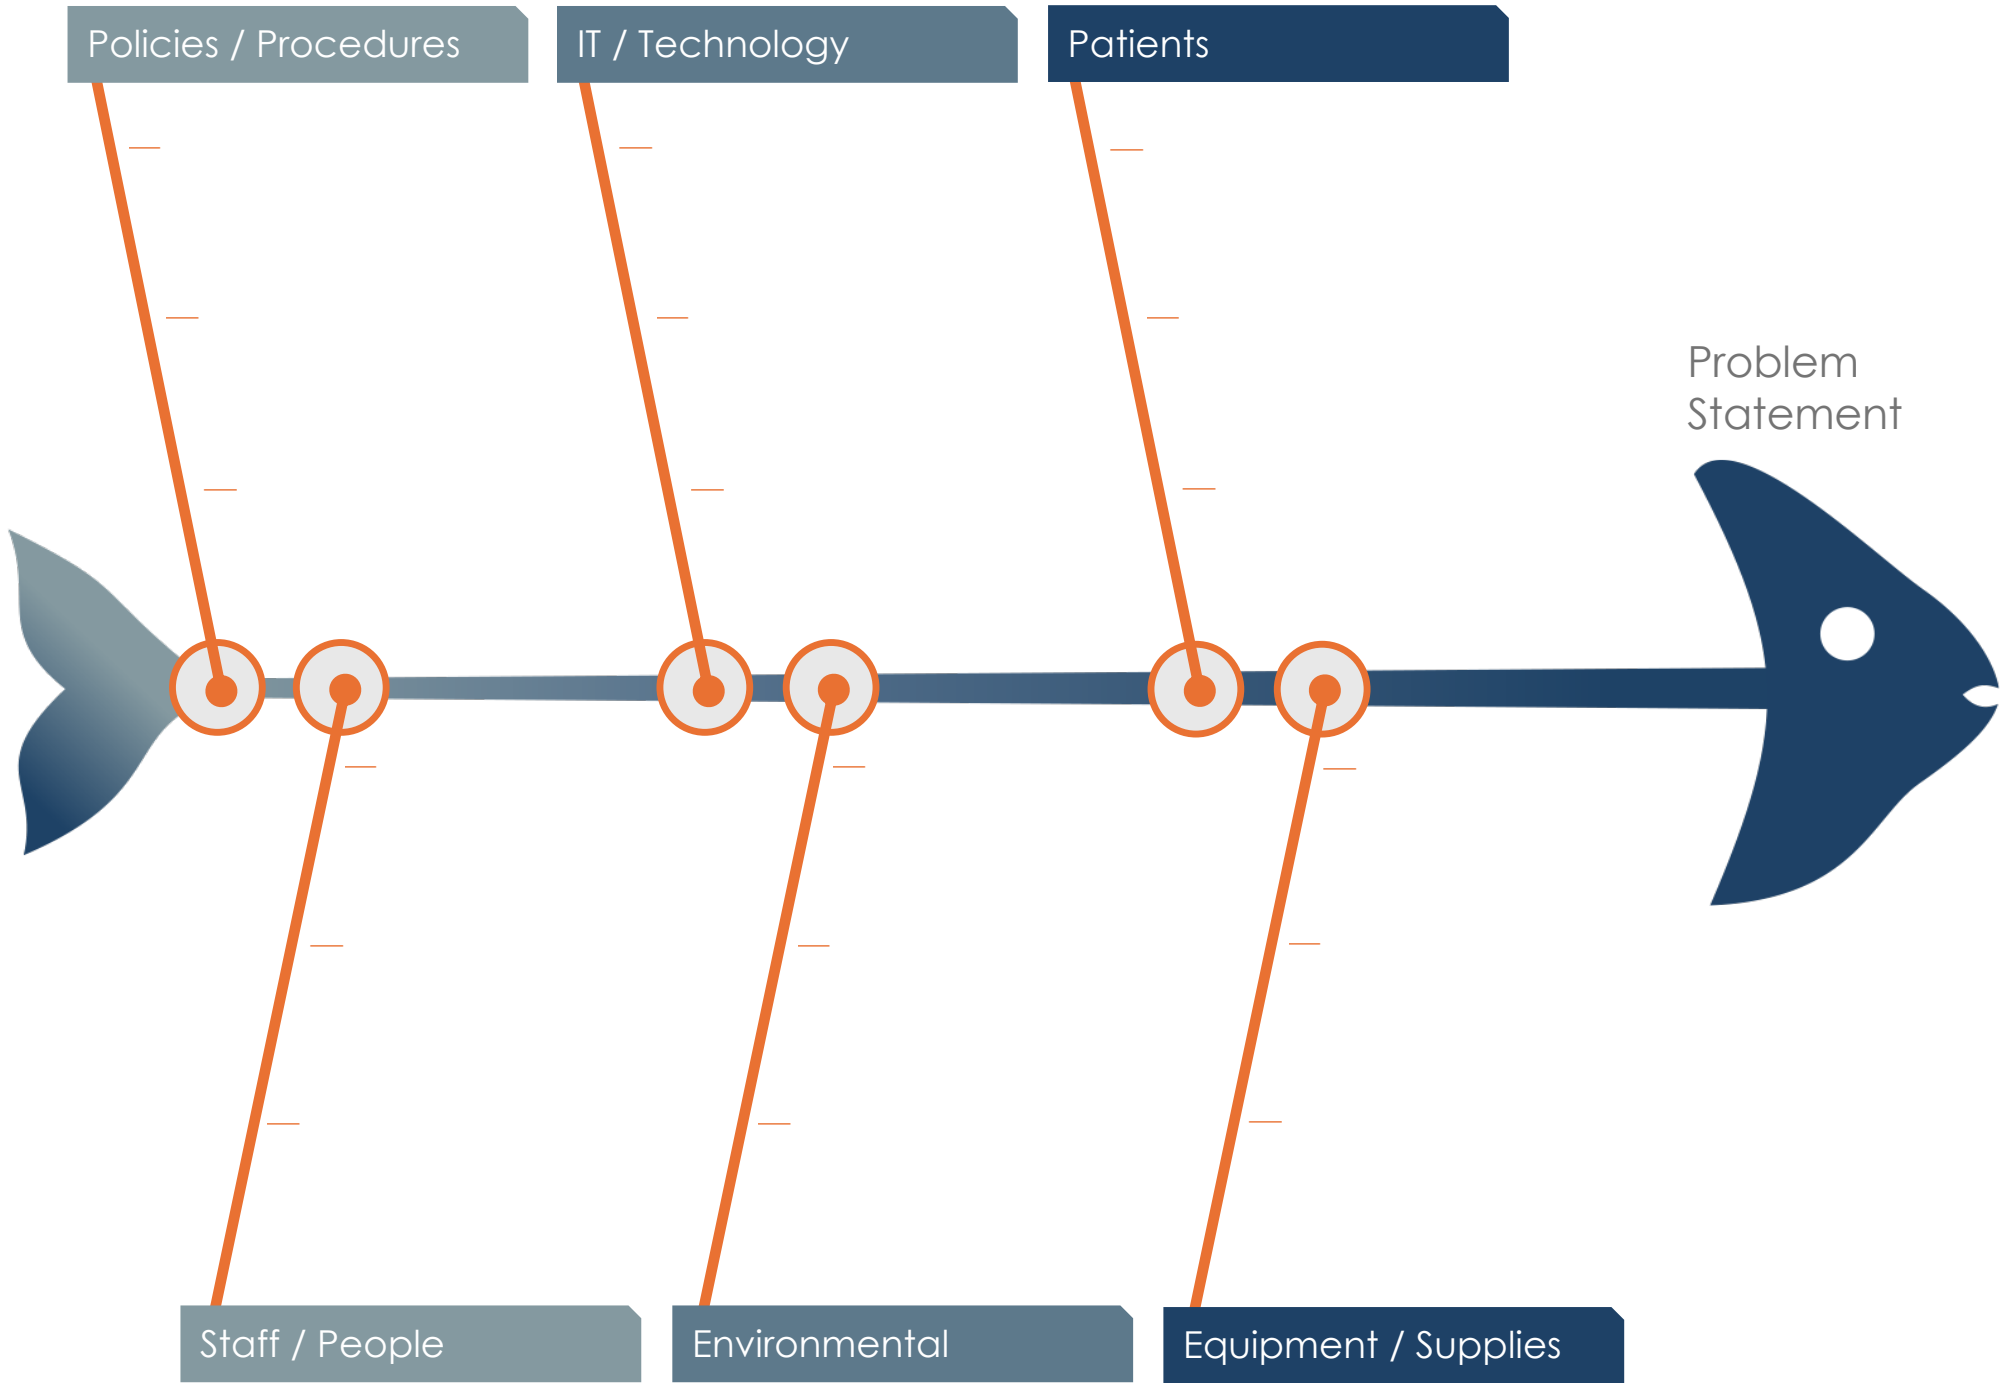 Policies / Procedures
IT / Technology
Patients
Problem
Statement
Staff / People
Environmental
Equipment / Supplies